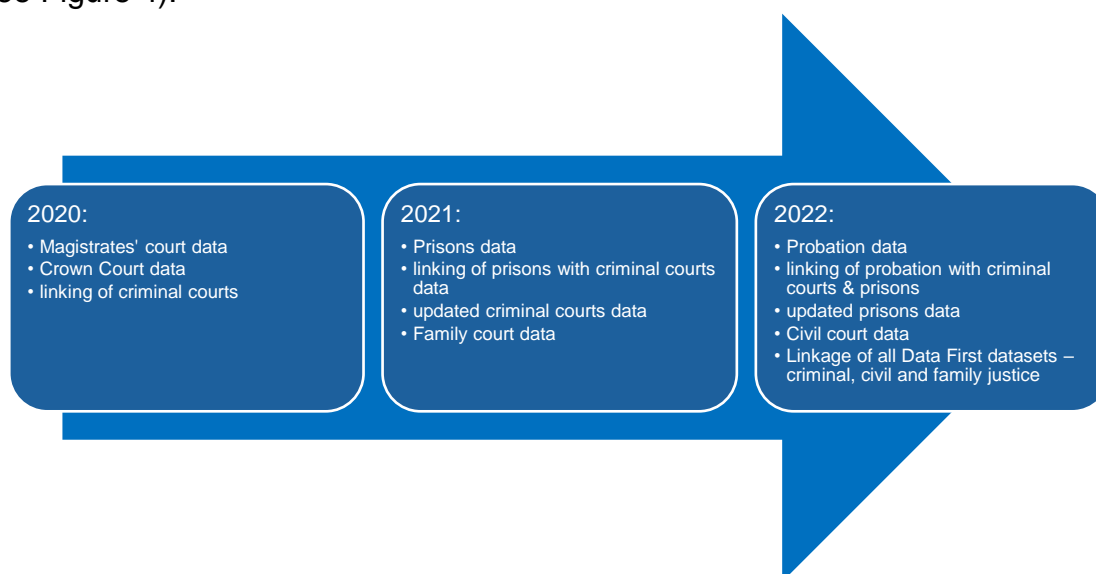 2020:
• Magistrates' court data
• Crown Court data
• linking of criminal courts
2021:
• Prisons data
• linking of prisons with criminal courts
data
• updated criminal courts data
• Family court data
2022:
• Probation data
• linking of probation with criminal
courts & prisons
• updated prisons data
• Civil court data
• Linkage of all Data First datasets –
criminal, civil and family justice